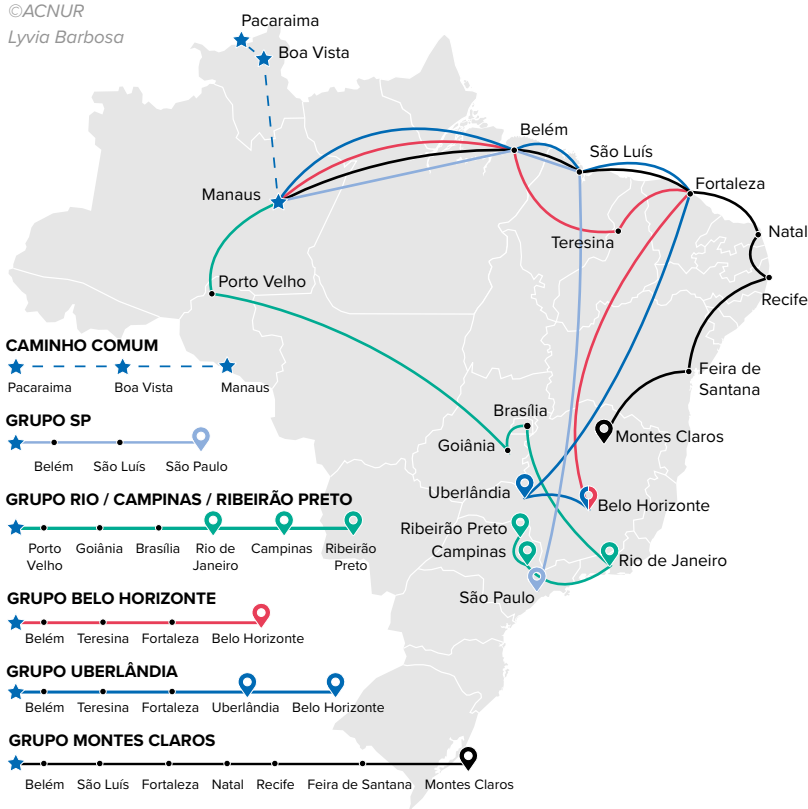 ©ACNUR
Lyvia Barbosa
Pacaraima
Boa Vista
Belém
São Luís
Manaus
Fortaleza
Natal
Teresina
Porto Velho
Recife
Feira de
Santana
Brasília
Montes Claros
Goiânia
Uberlândia
Belo Horizonte
Ribeirão Preto
Campinas
Rio de Janeiro
São Paulo
CAMINHO COMUM
Pacaraima Boa Vista Manaus
GRUPO SP
Belém São Luís São Paulo
GRUPO RIO / CAMPINAS / RIBEIRÃO PRETO
Porto Goiânia Brasília Rio de Campinas Ribeirão
Velho Janeiro Preto
GRUPO BELO HORIZONTE
Belém Teresina Fortaleza Belo Horizonte
GRUPO UBERLÂNDIA
Belém Teresina Fortaleza Uberlândia Belo Horizonte
GRUPO MONTES CLAROS
Belém São Luís Fortaleza Natal Recife Feira de Santana Montes Claros